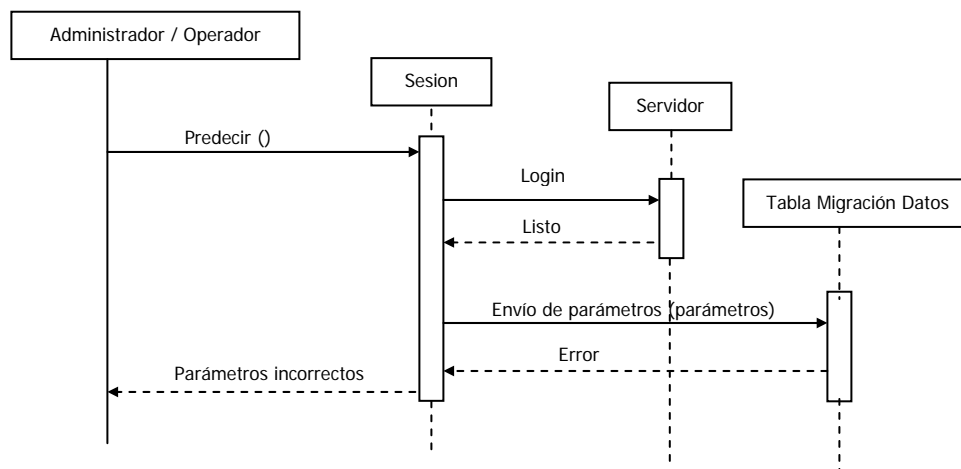 Administrador / Operador
Sesion
Servidor
Predecir ()
Login
Tabla Migración Datos
Listo
Envío de parámetros (parámetros)
Error
Parámetros incorrectos